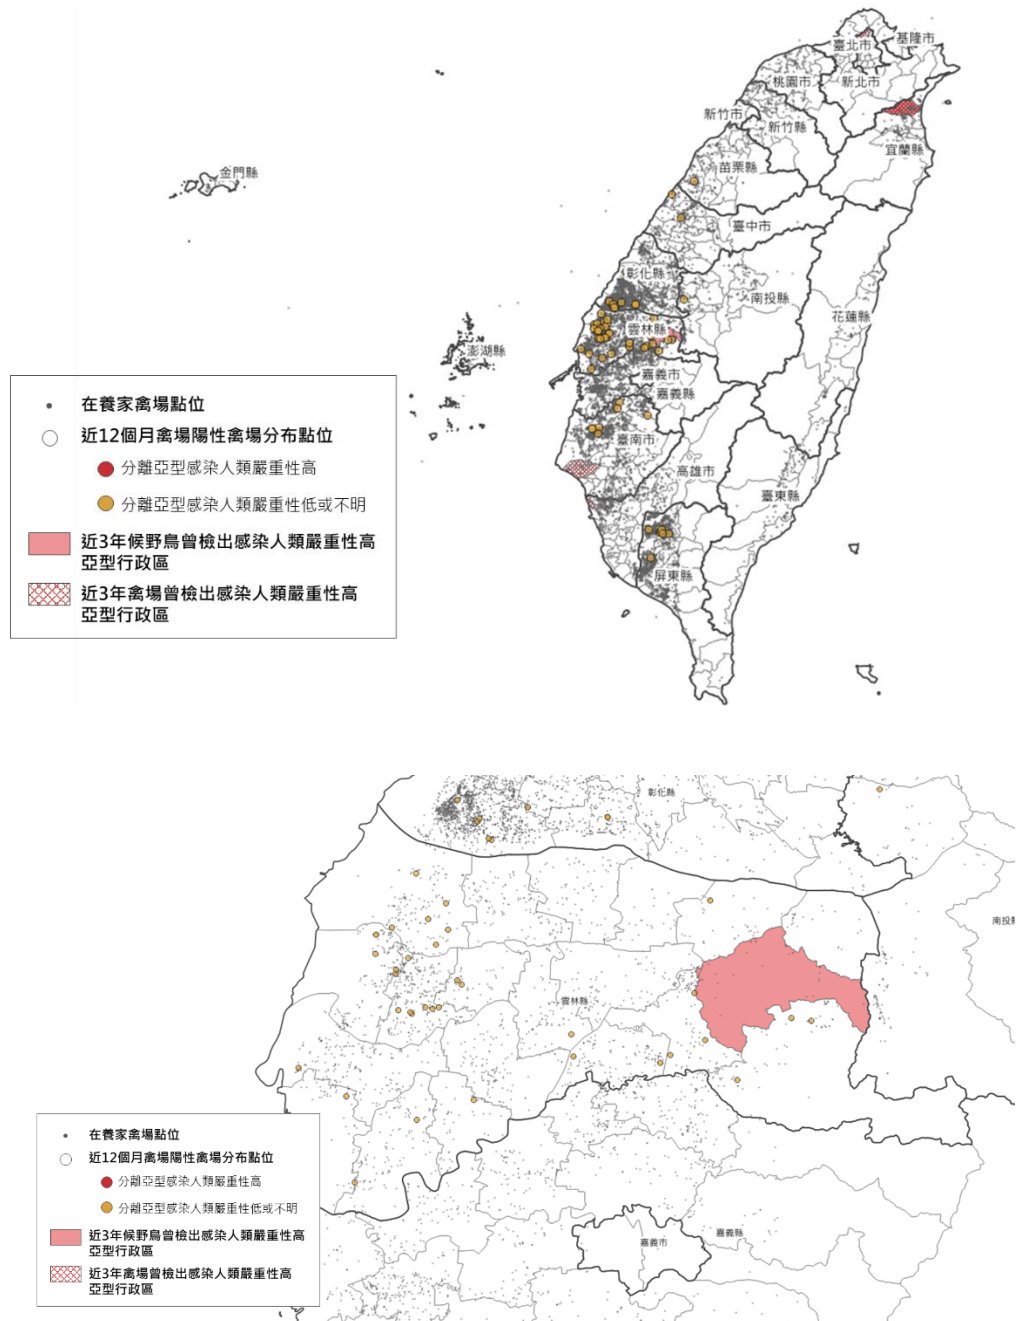 臺北市
基隆市
桃園市
新北市
新竹市
新竹縣
宜蘭縣
苗栗縣
金門縣
臺中市
彰化縣
南投縣
花蓮縣
雲林縣
澎湖縣
嘉義市
嘉義縣
臺南市
高雄市
臺東縣
屏東縣
在養家禽場點位
近12個月禽場陽性禽場分布點位
分離亞型感染人類嚴重性高
分離亞型感染人類嚴重性低或不明
近3年候野鳥曾檢出感染人類嚴重性高
亞型行政區
近3年禽場曾檢出感染人類嚴重性高
亞型行政區
彰化縣
南投縣
雲林縣
嘉義市
嘉義縣
在養家禽場點位
近12個月禽場陽性禽場分布點位
分離亞型感染人類嚴重性高
分離亞型感染人類嚴重性低或不明
近3年候野鳥曾檢出感染人類嚴重性高
亞型行政區
近3年禽場曾檢出感染人類嚴重性高
亞型行政區